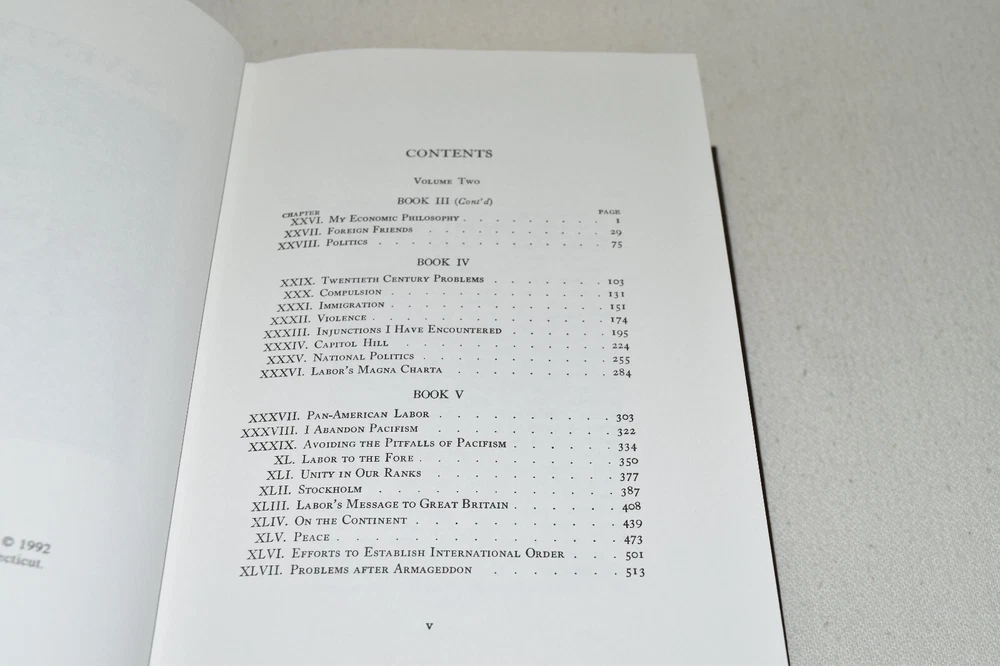 © 1992
ecticut.
CONTENTS
Volume Two
BOOK III (Cont'd)
CHAPTER PAGE
XXVI. My Economic Philosophy . . . . . . . . . . 1
XXVII. Foreign Friends . . . . . . . . . . . 29
XXVIII. Politics . . . . . . . . . . . . . 75
BOOK IV
XXIX. Twentieth Century Problems . . . . . . . 103
XXX. Compulsion . . . . . . . . . . . . 131
XXXI. Immigration . . . . . . . . . . . . 151
XXXII. Violence . . . . . . . . . . . . . 174
XXXIII. Injunctions I Have Encountered . . . . . . 195
XXXIV. Capitol Hill . . . . . . . . . . . . 224
XXXV. National Politics . . . . . . . . . . . 255
XXXVI. Labor's Magna Charta . . . . . . . . . 284
BOOK V
XXXVII. Pan-American Labor . . . . . . . . . . 303
XXXVIII. I Abandon Pacifism . . . . . . . . . . 322
XXXIX. Avoiding the Pitfalls of Pacifism . . . . . . 334
XL. Labor to the Fore . . . . . . . . . . . 350
XLI. Unity in Our Ranks . . . . . . . . . . 377
XLII. Stockholm . . . . . . . . . . . . . 387
XLIII. Labor's Message to Great Britain . . . . . . 408
XLIV. On the Continent . . . . . . . . . . . 439
XLV. Peace . . . . . . . . . . . . . . . 473
XLVI. Efforts to Establish International Order . . . 501
XLVII. Problems after Armageddon . . . . . . . 513
v